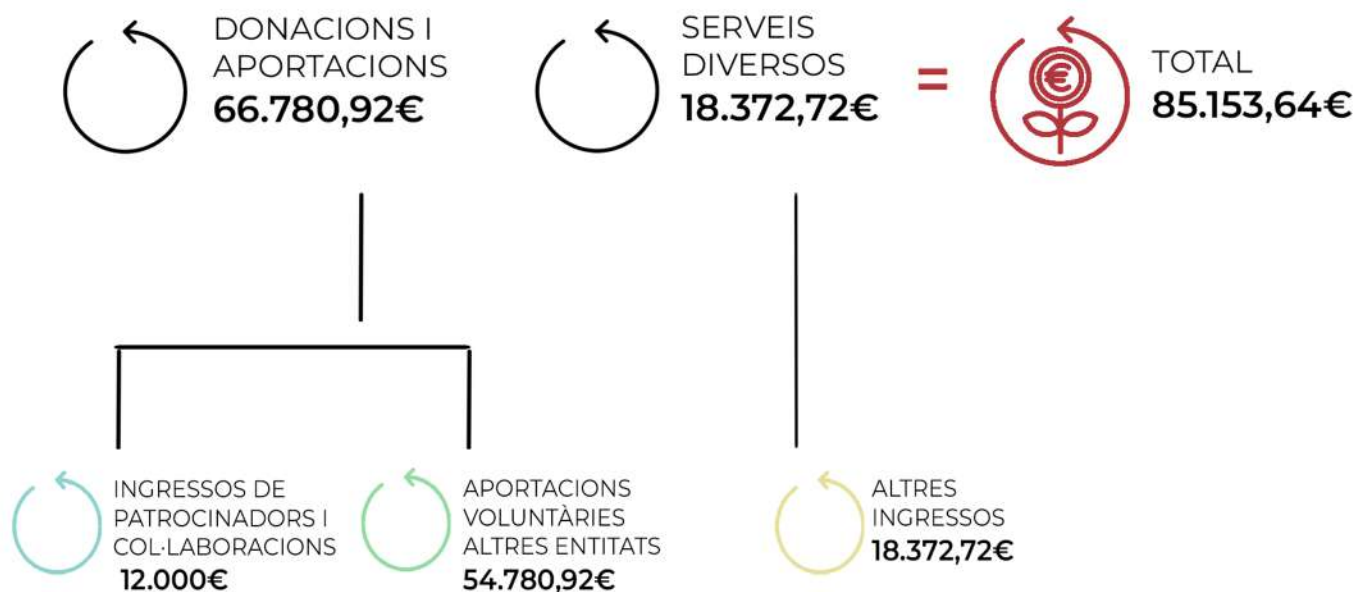 DONACIONS I
APORTACIONS
66.780,92€
SERVEIS
DIVERSOS
18.372,72€
=
TOTAL
85.153,64€
INGRESSOS DE
PATROCINADORS I
COL·LABORACIONS
12.000€
APORTACIONS
VOLUNTÀRIES
ALTRES ENTITATS
54.780,92€
ALTRES
INGRESSOS
18.372,72€